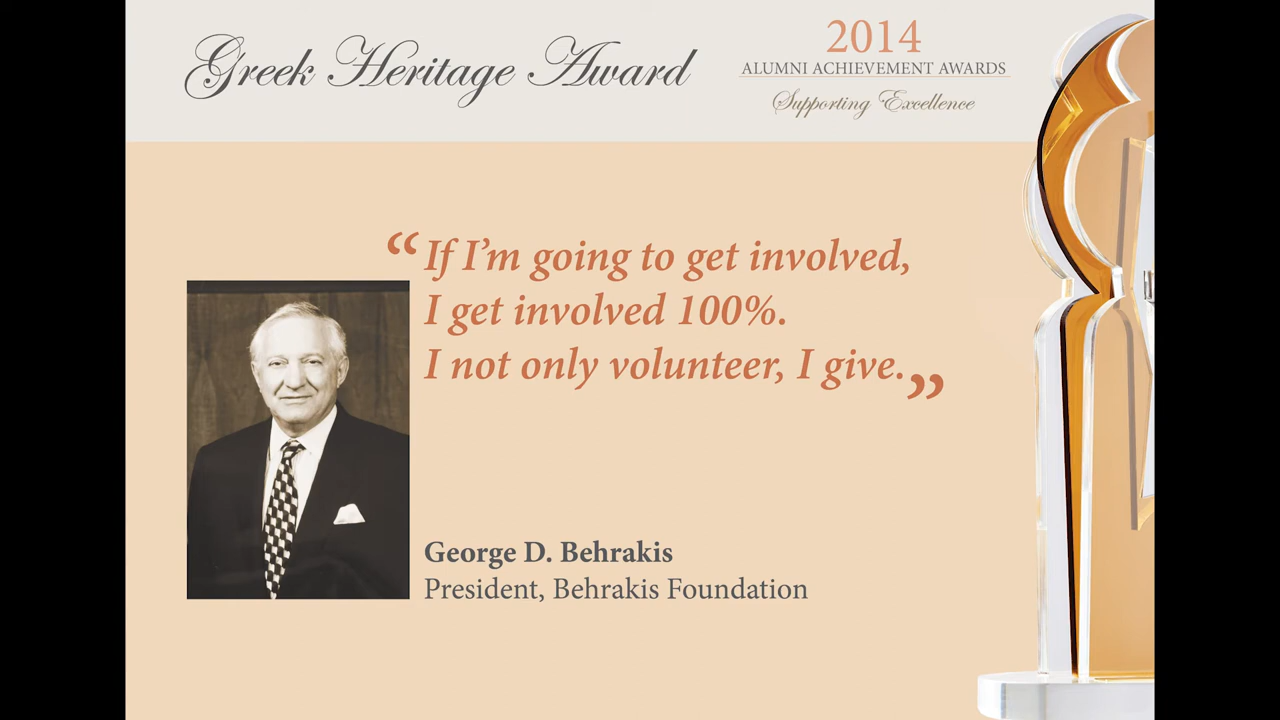 Greek Heritage Award
2014
ALUMNI ACHIEVEMENT AWARDS
Supporting Excellence
“If I’m going to get involved,
I get involved 100%.
I not only volunteer, I give.”
George D. Behrakis
President, Behrakis Foundation